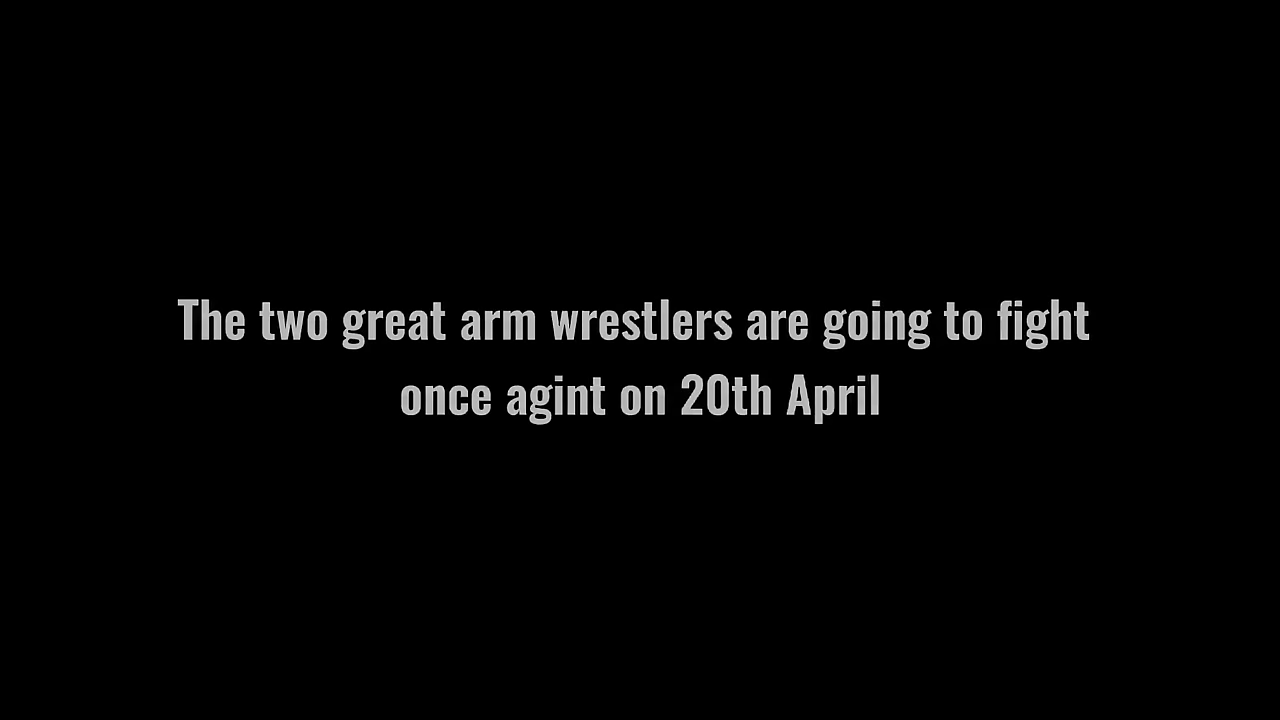 The two great arm wrestlers are going to fight
once agint on 20th April